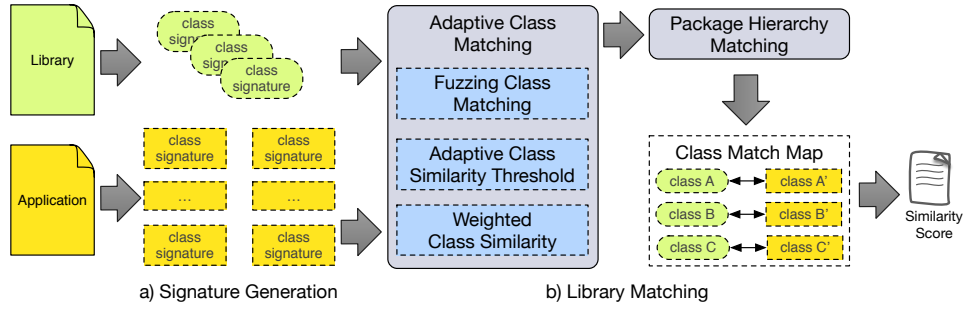 Library
class
signature
class
signature
class
signature
Application
class
signature
class
signature
...
...
class
signature
class
signature
a) Signature Generation
Adaptive Class
Matching
Fuzzing Class
Matching
Adaptive Class
Similarity Threshold
Weighted
Class Similarity
Package Hierarchy
Matching
Class Match Map
class A
class A'
class B
class B'
class C
class C'
Similarity
Score
b) Library Matching